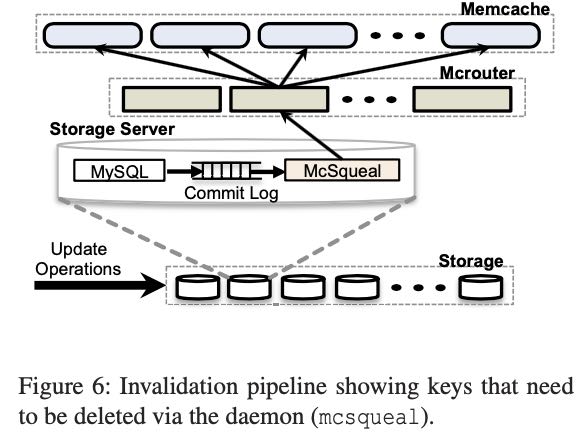 Memcache
Mcrouter
Storage Server
MySQL
McSqueal
Commit Log
Update
Operations
Storage
Figure 6: Invalidation pipeline showing keys that need
to be deleted via the daemon (mcsqueal).